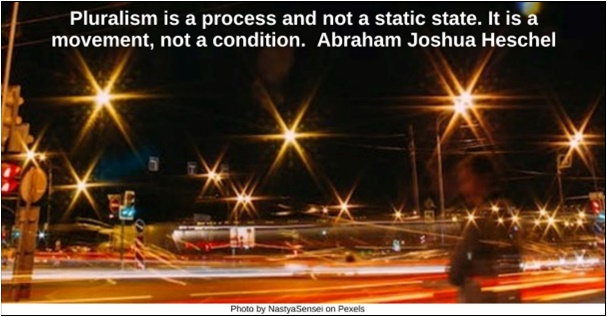 Pluralism is a process and not a static state. It is a
movement, not a condition.  Abraham Joshua Heschel
Photo by NastyaSensei on Pexels